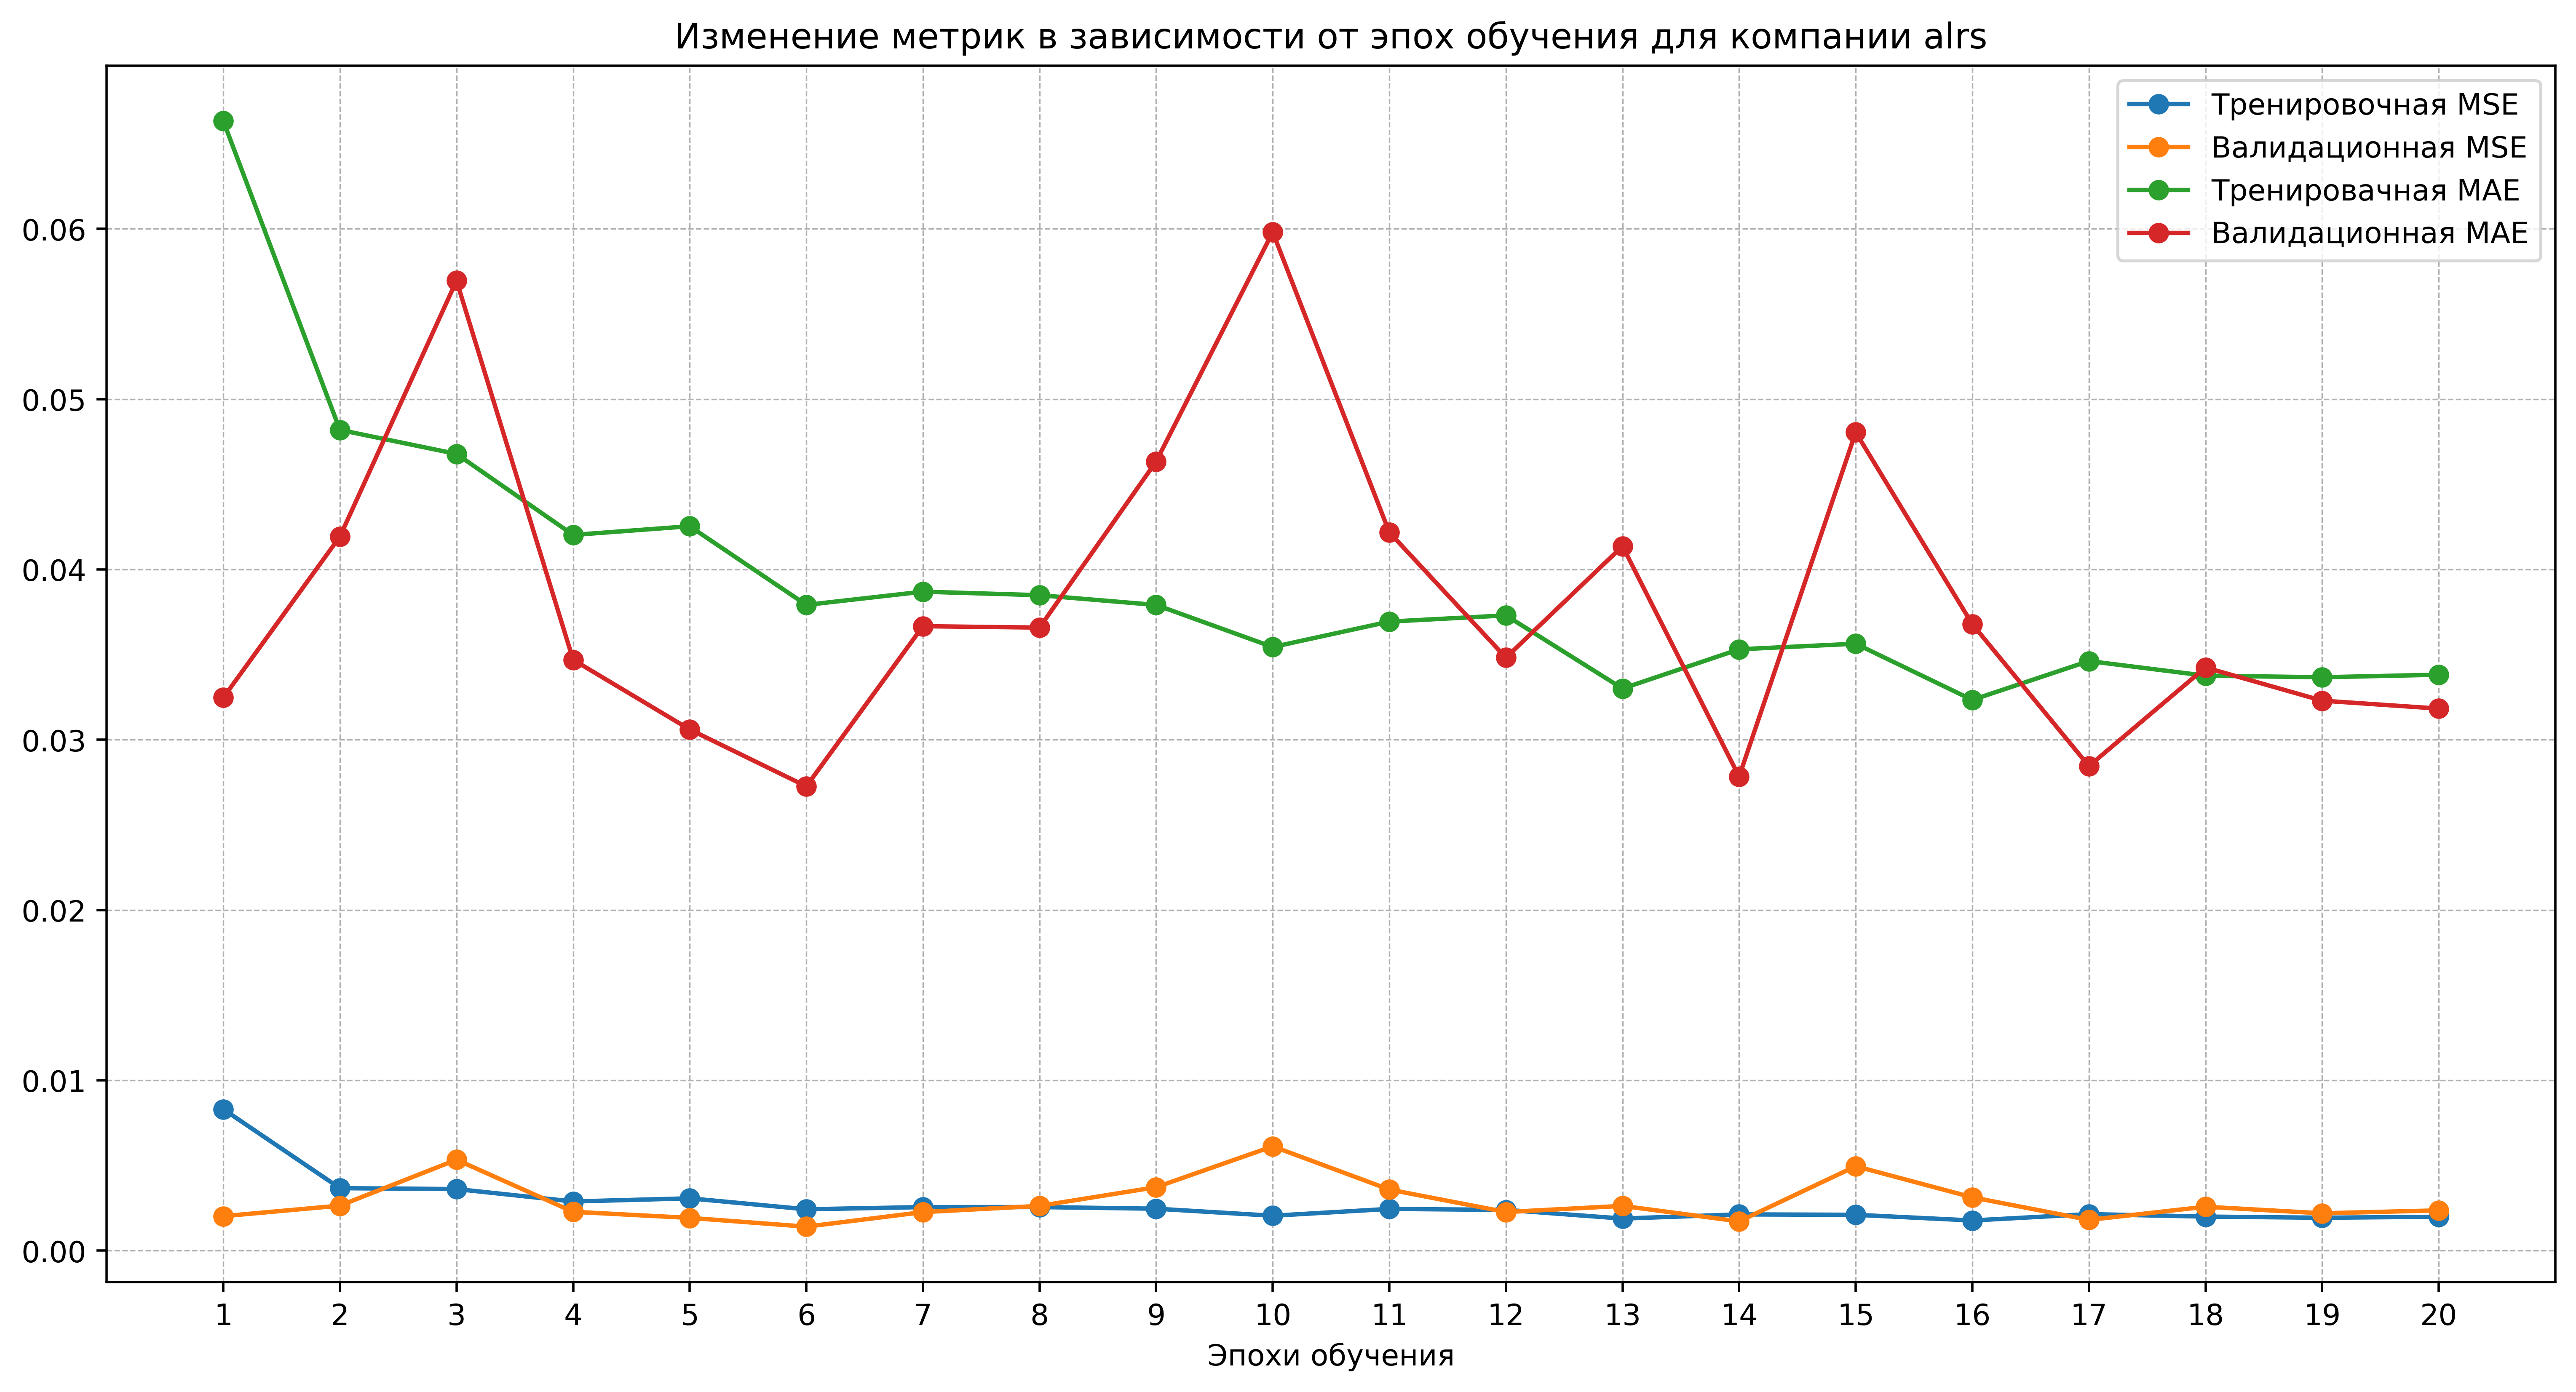 Изменение метрик в зависимости от эпох обучения для компании alrs
Тренировочная MSE
Валидационная MSE
Тренировачная MAE
Валидационная MAE
0.06
0.05
0.04
0.03
0.02
0.01
0.00
1 2 3 4 5 6 7 8 9 10 11 12 13 14 15 16 17 18 19 20
Эпохи обучения